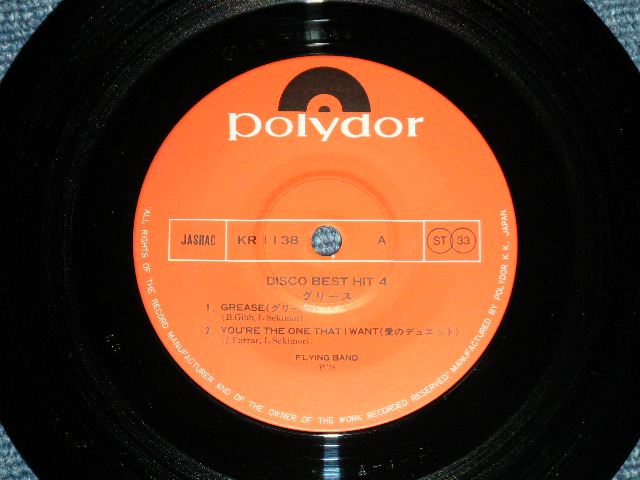 polydor
JASRAC KR 1138 A ST 33
DISCO BEST HIT 4
グリース
1. GREASE(グリース)
(B.Gibb, I. Sekimori)
2. YOU'RE THE ONE THAT I WANT(愛のデュエット)
(J.Farrar, I. Sekimori)
FLYING BAND
℗'78
ALL RIGHTS OF THE RECORD MANUFACTURER AND OF THE OWNER OF THE WORK RECORDED RESERVED" MANUFACTURED BY POLYDOR K.K., JAPAN
A-1